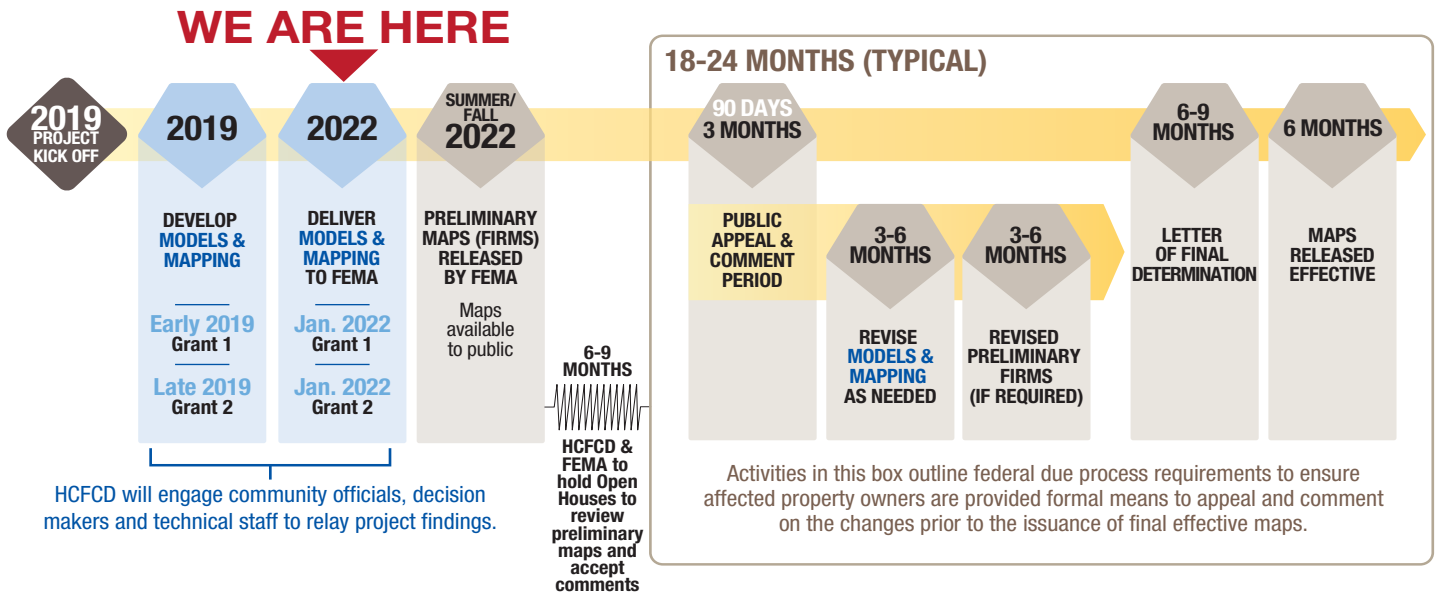 WE ARE HERE
2019
PROJECT
KICK OFF
2019
DEVELOP
MODELS &
MAPPING
Early 2019
Grant 1
Late 2019
Grant 2
2022
DELIVER
MODELS &
MAPPING
TO FEMA
Jan. 2022
Grant 1
Jan. 2022
Grant 2
HCFCD will engage community officials, decision
makers and technical staff to relay project findings.
SUMMER/
FALL
2022
PRELIMINARY
MAPS (FIRMS)
RELEASED
BY FEMA
Maps
available
to public
6-9
MONTHS
HCFCD &
FEMA to
hold Open
Houses to
review
preliminary
maps and
accept
comments
18-24 MONTHS (TYPICAL)
90 DAYS
3 MONTHS
PUBLIC
APPEAL &
COMMENT
PERIOD
3-6
MONTHS
REVISE
MODELS &
MAPPING
AS NEEDED
3-6
MONTHS
REVISED
PRELIMINARY
FIRMS
(IF REQUIRED)
6-9
MONTHS
LETTER
OF FINAL
DETERMINATION
6 MONTHS
MAPS
RELEASED
EFFECTIVE
Activities in this box outline federal due process requirements to ensure
affected property owners are provided formal means to appeal and comment
on the changes prior to the issuance of final effective maps.